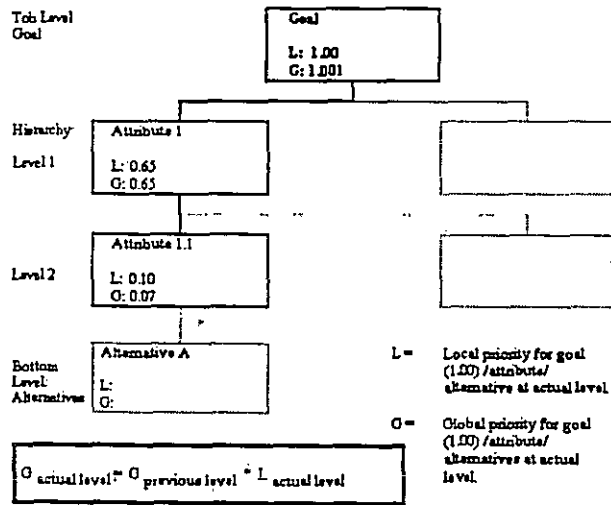 Tob Level
Goal
Goal
L: 1.00
G: 1.001
Hierarchy
Level 1
Attribute 1
L: 0.65
G: 0.65
Level 2
Attribute 1.1
L: 0.10
G: 0.07
Bottom
Level:
Alternatives
Alternative A
L:
G:
L = Local priority for goal
(1.00) /attribute/
alternative at actual level.
G = Global priority for goal
(1.00) /attribute/
alternatives at actual
level.
G actual level = G previous level * L actual level